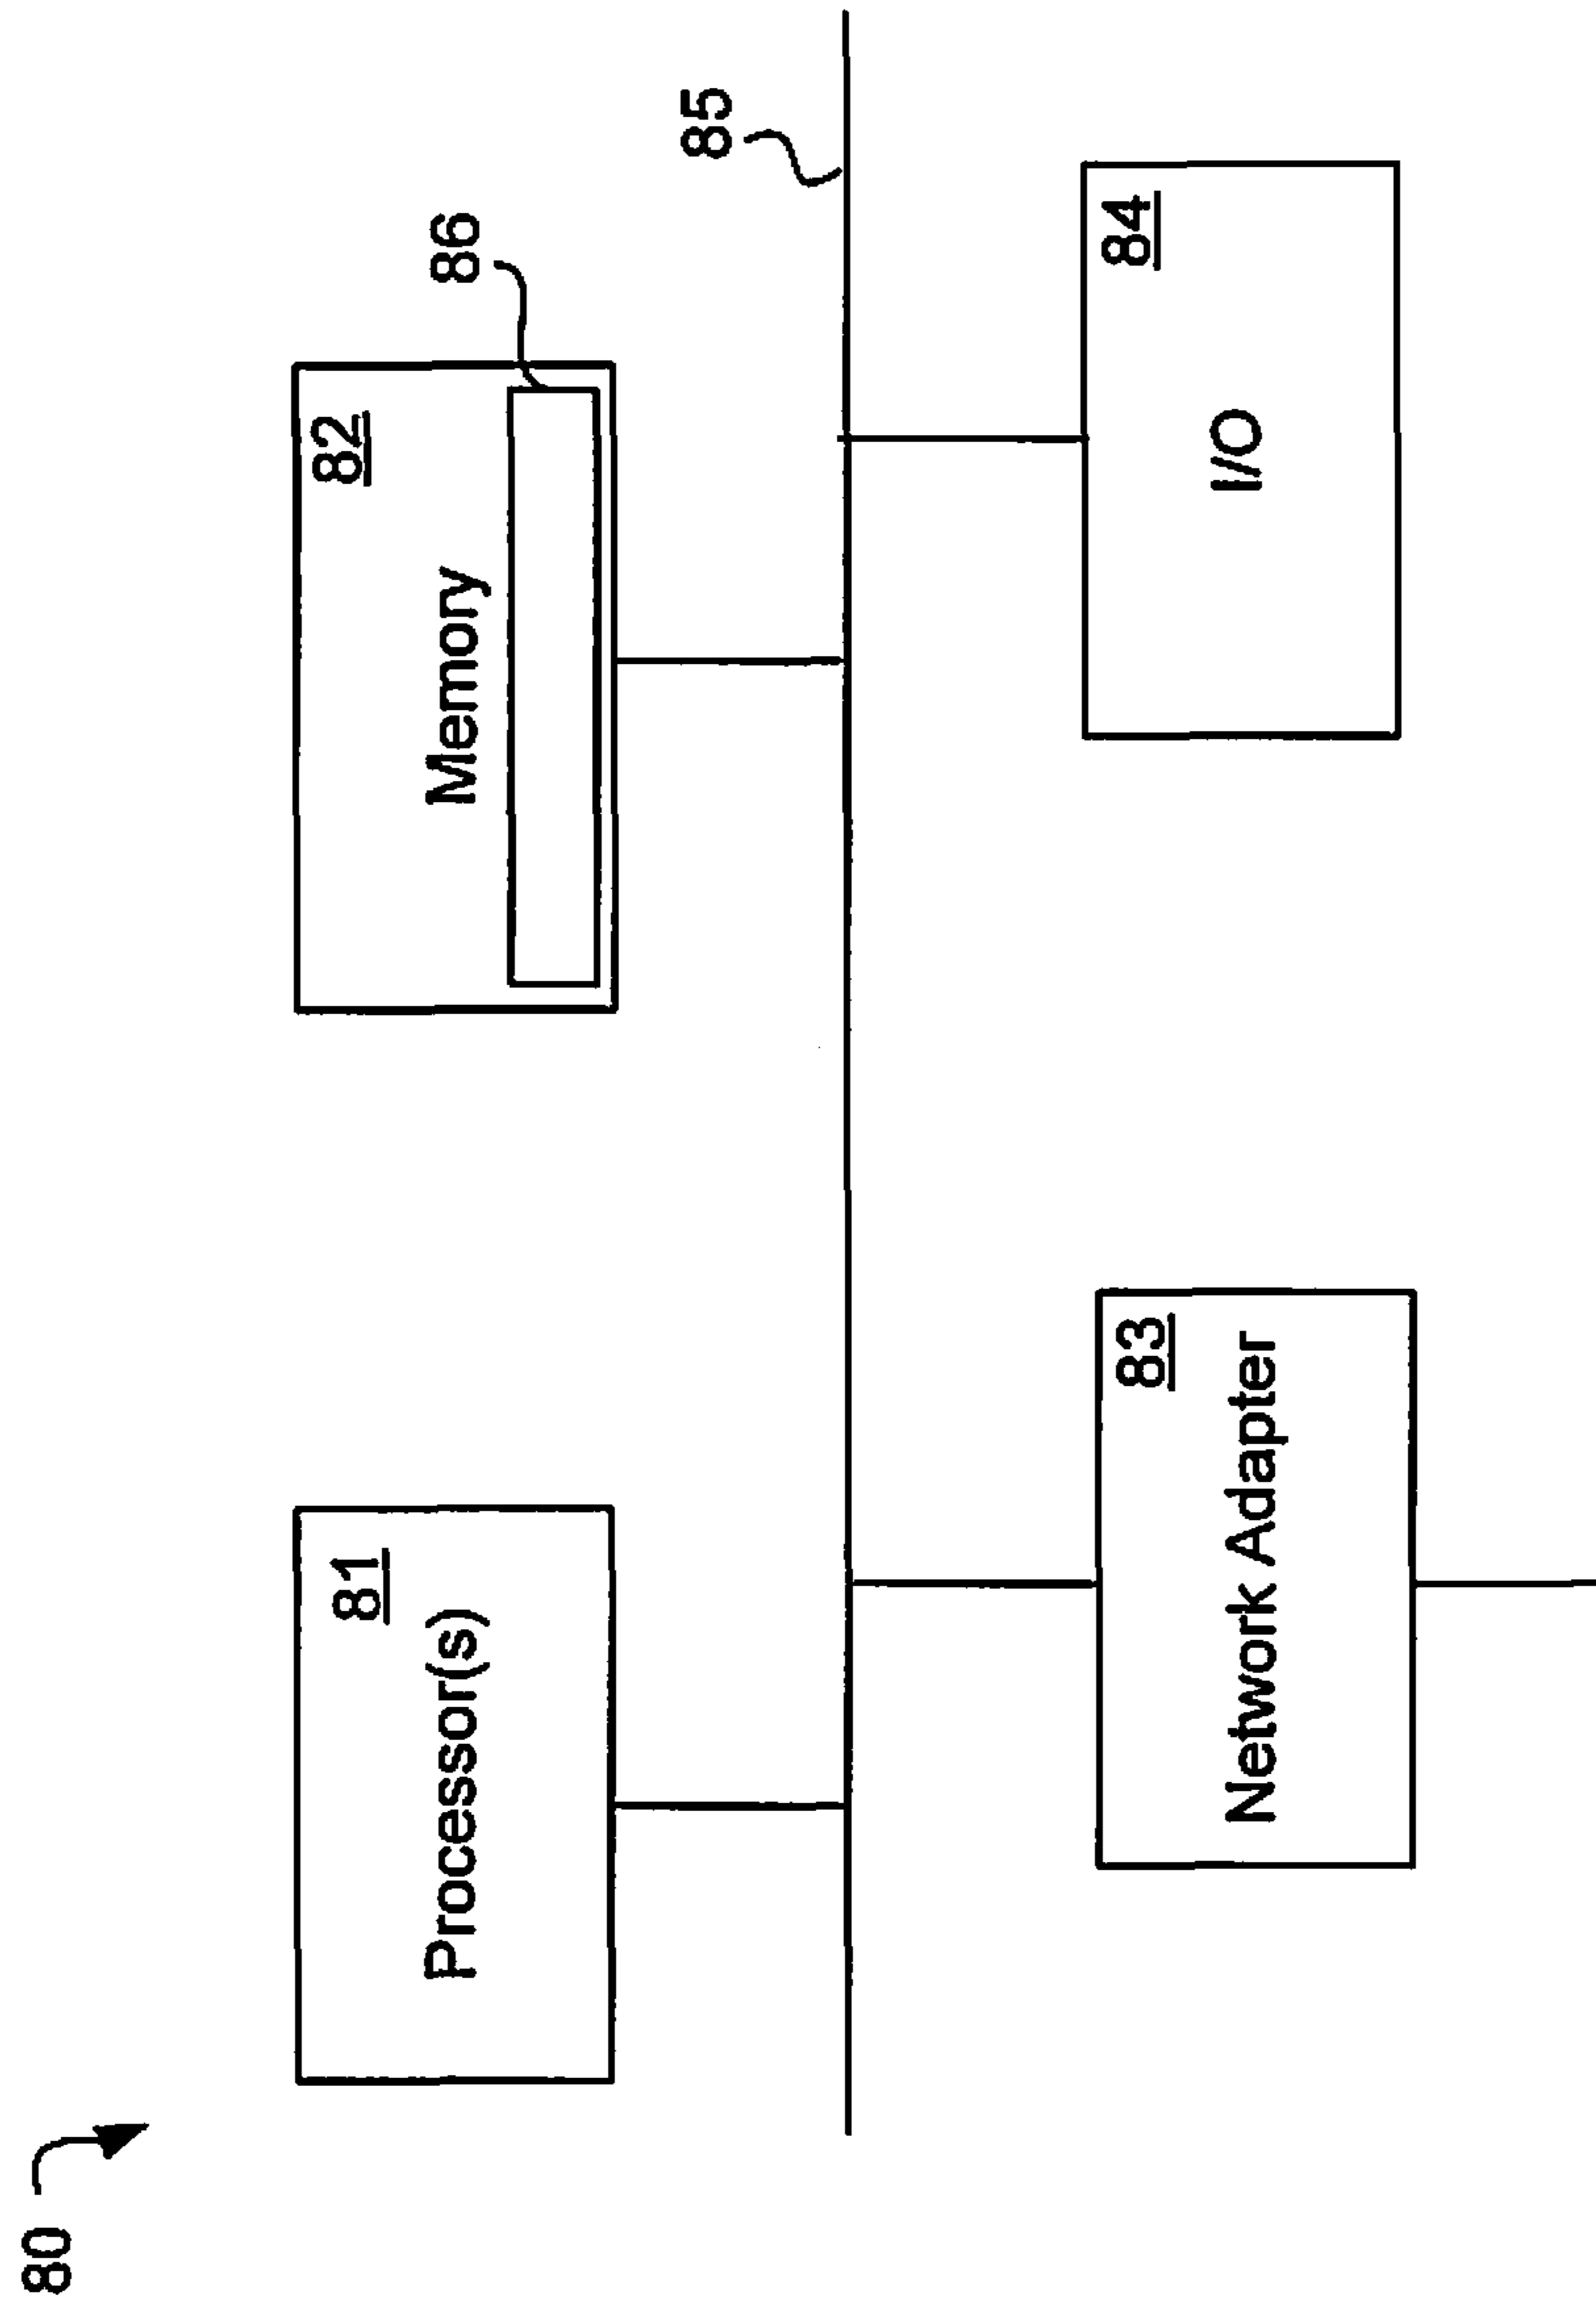 80
81
Processor(s)
82
Memory
86
85
83
Network Adapter
84
I/O